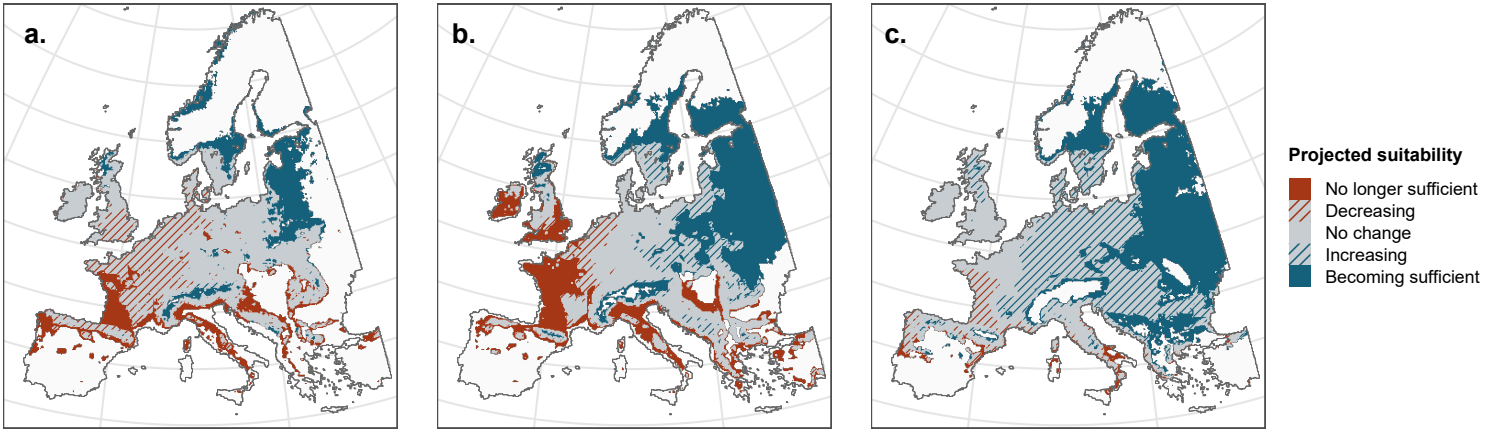 a.
b.
c.
Projected suitability
No longer sufficient
Decreasing
No change
Increasing
Becoming sufficient